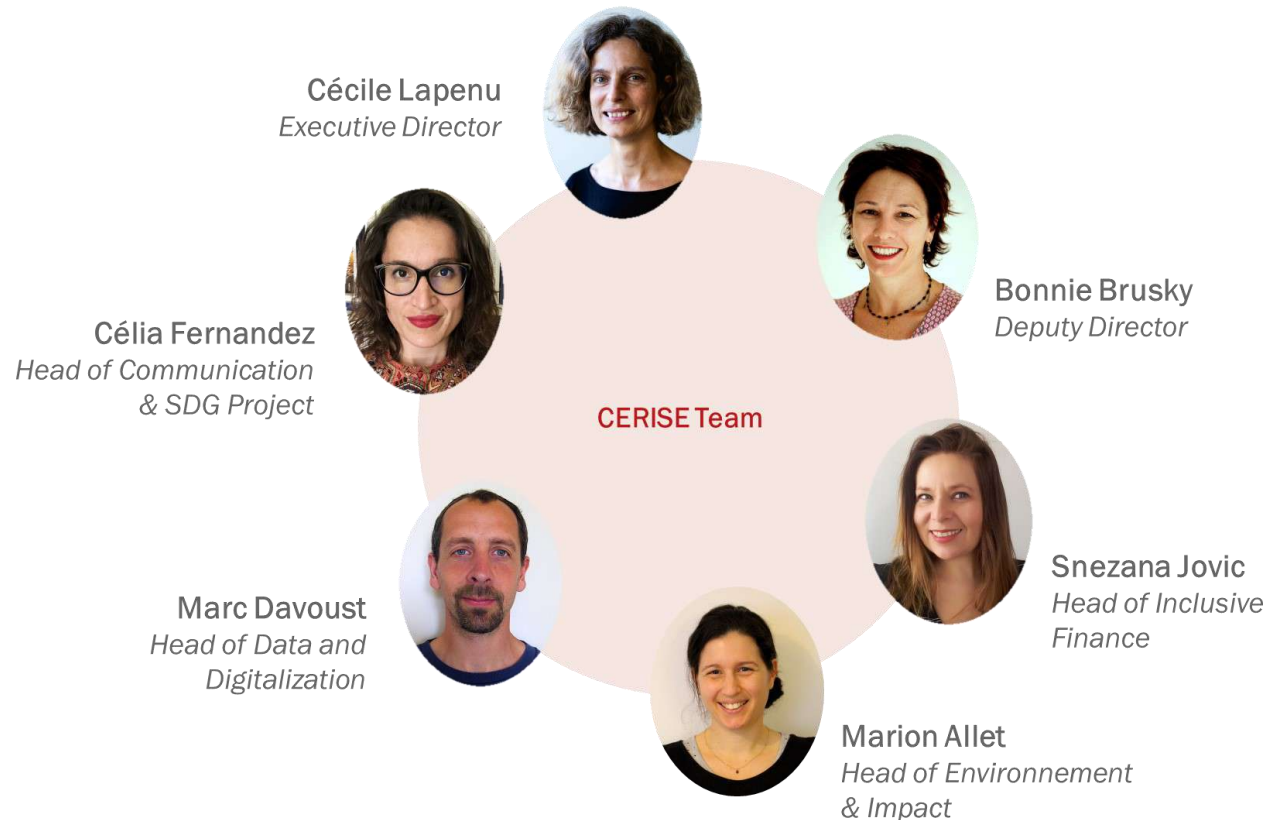 Cécile Lapenu
Executive Director
Bonnie Brusky
Deputy Director
Célia Fernandez
Head of Communication
& SDG Project
CERISE Team
Snezana Jovic
Head of Inclusive
Finance
Marc Davoust
Head of Data and
Digitalization
Marion Allet
Head of Environnement
& Impact